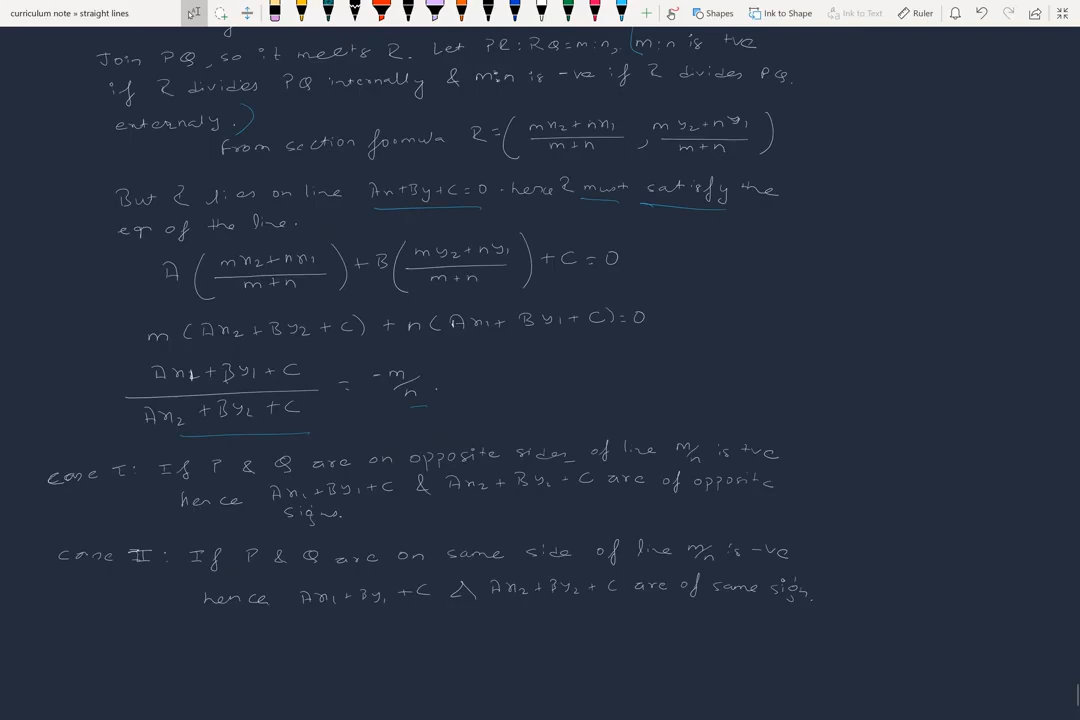 curriculum note » straight lines
Shapes Ink to Shape Ink to Text Ruler
Join PQ, so it meets R. Let PR : RQ = m:n, (m:n is +ve
if R divides PQ internally & m:n is -ve if R divides PQ
externaly.)
From section foomula R = ( mx₂+nx₁ / m+n , my₂+ny₁ / m+n )
But R lies on line Ax+By+C=0 . here R must satisfy the
eqn of the line.
A ( mx₂+nx₁ / m+n ) + B ( my₂+ny₁ / m+n ) + C = 0
m (Ax₂ + By₂ + C) + n (Ax₁ + By₁ + C) = 0
Ax₁ + By₁ + C / Ax₂ + By₂ + C = -m/n .
case I : If P & Q are on opposite sides of line m/n is +ve
hence Ax₁+By₁+C & Ax₂ + By₂ + C are of opposite
signs.
case II : If P & Q are on same side of line m/n is -ve
hence Ax₁ + By₁ + C & Ax₂ + By₂ + C are of same sign.